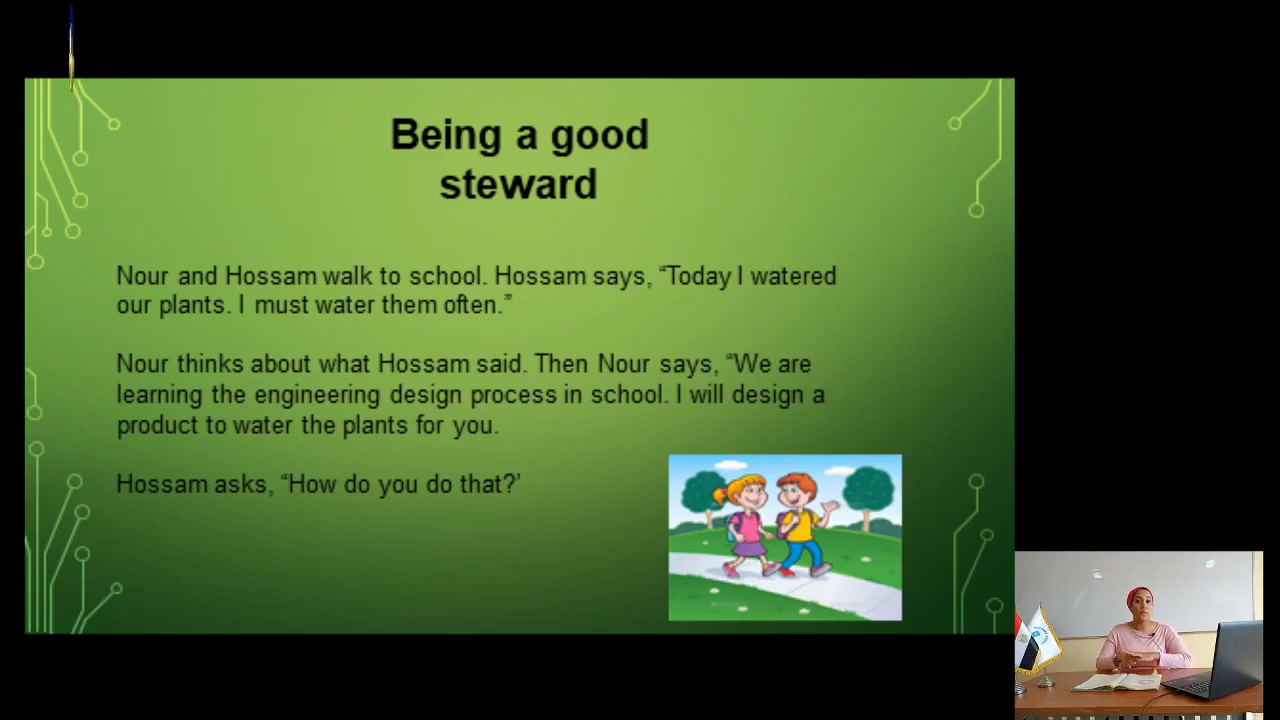 Being a good
steward
Nour and Hossam walk to school. Hossam says, “Today I watered
our plants. I must water them often.”
Nour thinks about what Hossam said. Then Nour says, “We are
learning the engineering design process in school. I will design a
product to water the plants for you.
Hossam asks, “How do you do that?’